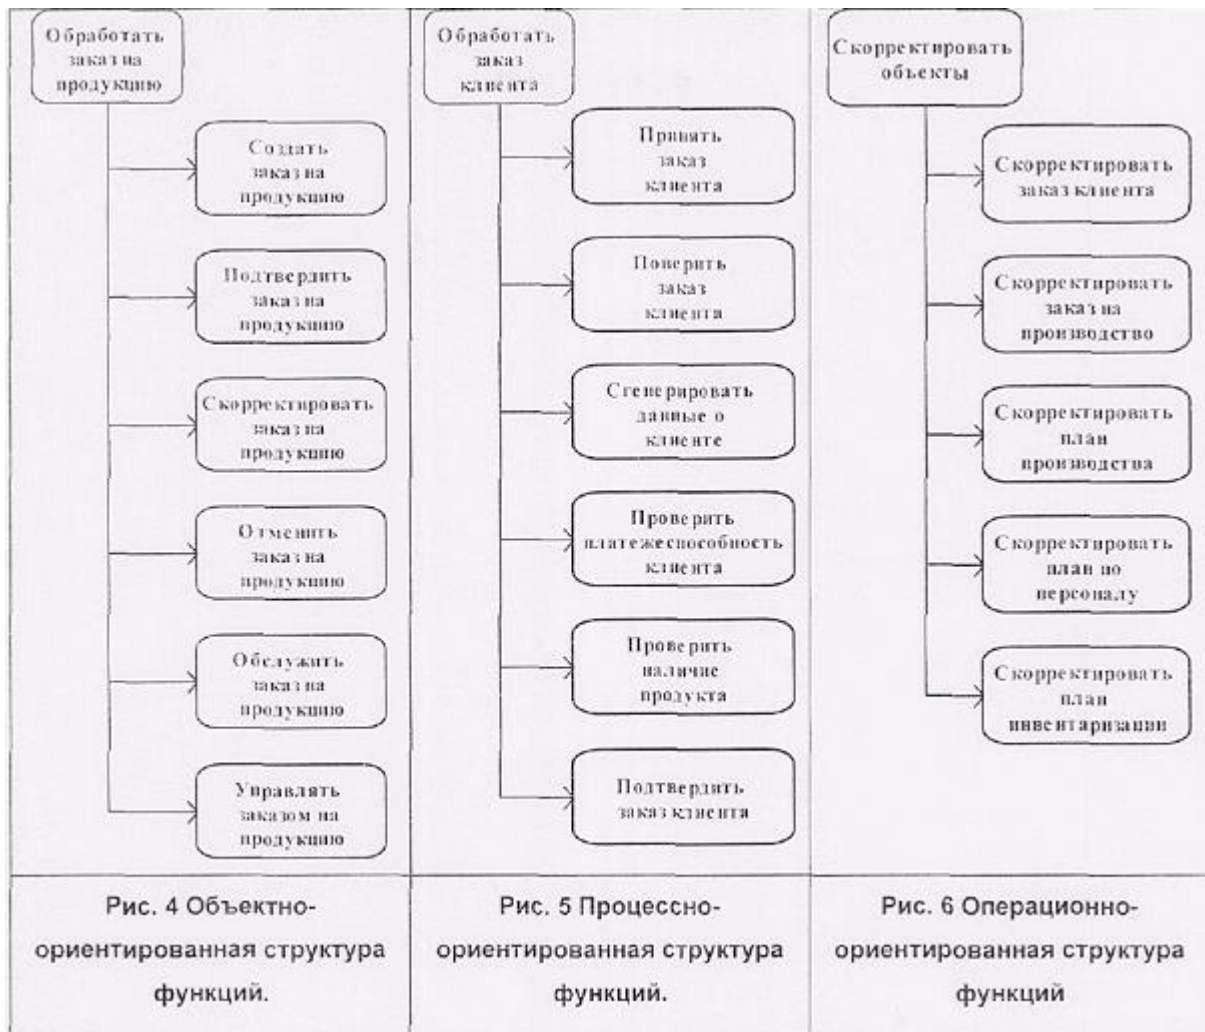 Обработать
заказ на
продукцию
Создать
заказ на
продукцию
Подтвердить
заказ на
продукцию
Скорректировать
заказ на
продукцию
Отменить
заказ на
продукцию
Обслужить
заказ на
продукцию
Управлять
заказом на
продукцию
Рис. 4 Объектно-
ориентированная структура
функций.
Обработать
заказ
клиента
Принять
заказ
клиента
Поверить
заказ
клиента
Сгенерировать
данные о
клиенте
Проверить
платежеспособность
клиента
Проверить
наличие
продукта
Подтвердить
заказ клиента
Рис. 5 Процессно-
ориентированная структура
функций.
Скорректировать
объекты
Скорректировать
заказ клиента
Скорректировать
заказ на
производство
Скорректировать
план
производства
Скорректировать
план по
персоналу
Скорректировать
план
инвентаризации
Рис. 6 Операционно-
ориентированная структура
функций